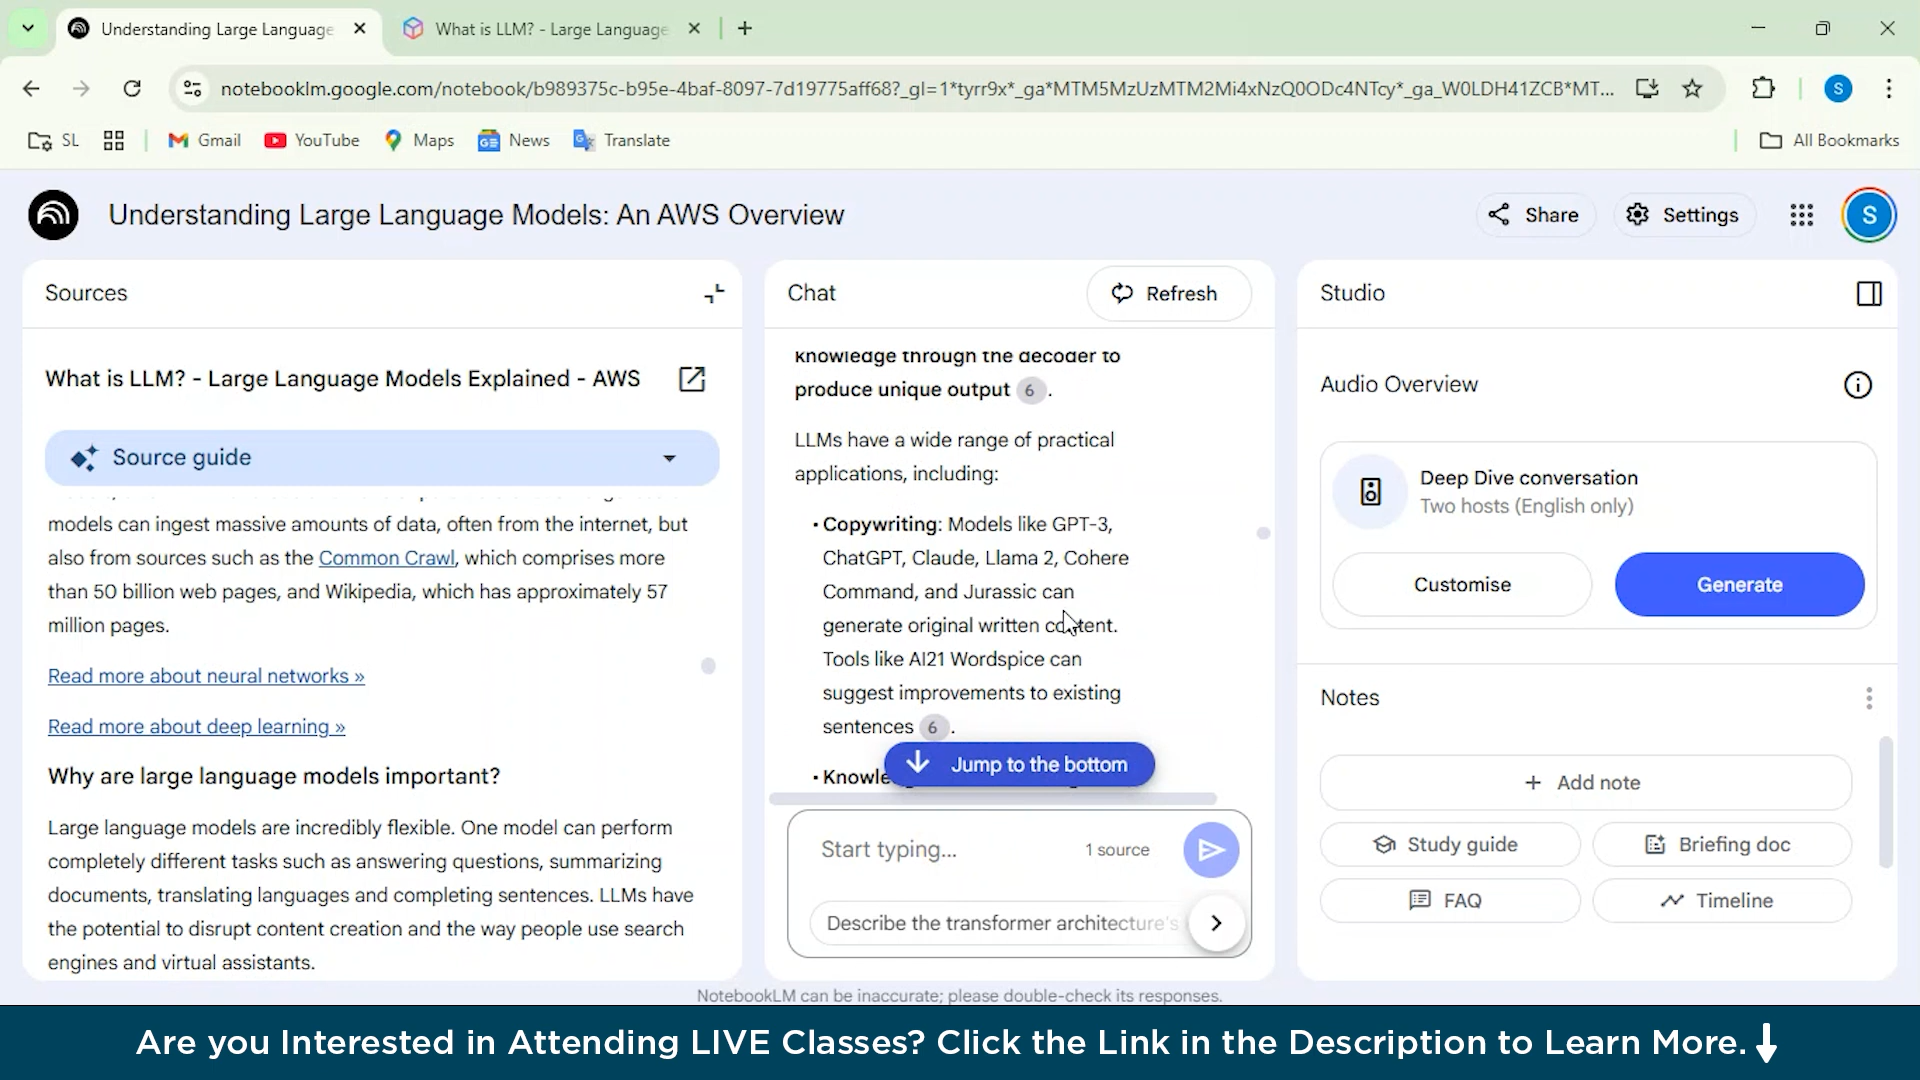 Understanding Large Language
What is LLM? - Large Language
notebooklm.google.com/notebook/b989375c-b95e-4baf-8097-7d19775aff68?_gl=1*tyrr9x*_ga*MTM5MzUzMTM2Mi4xNzQ0ODc4NTcy*_ga_W0LDH41ZCB*MT...
S
SL
Gmail
YouTube
Maps
News
Translate
All Bookmarks
Understanding Large Language Models: An AWS Overview
Share
Settings
S
Sources
What is LLM? - Large Language Models Explained - AWS
Source guide
models can ingest massive amounts of data, often from the internet, but
also from sources such as the Common Crawl, which comprises more
than 50 billion web pages, and Wikipedia, which has approximately 57
million pages.
Read more about neural networks »
Read more about deep learning »
Why are large language models important?
Large language models are incredibly flexible. One model can perform
completely different tasks such as answering questions, summarizing
documents, translating languages and completing sentences. LLMs have
the potential to disrupt content creation and the way people use search
engines and virtual assistants.
Chat
Refresh
knowledge through the decoder to
produce unique output 6 .
LLMs have a wide range of practical
applications, including:
• Copywriting: Models like GPT-3,
ChatGPT, Claude, Llama 2, Cohere
Command, and Jurassic can
generate original written content.
Tools like AI21 Wordspice can
suggest improvements to existing
sentences 6 .
• Knowle
Jump to the bottom
Start typing...
1 source
Describe the transformer architecture's
Studio
Audio Overview
Deep Dive conversation
Two hosts (English only)
Customise
Generate
Notes
+ Add note
Study guide
Briefing doc
FAQ
Timeline
NotebookLM can be inaccurate; please double-check its responses.
Are you Interested in Attending LIVE Classes? Click the Link in the Description to Learn More.